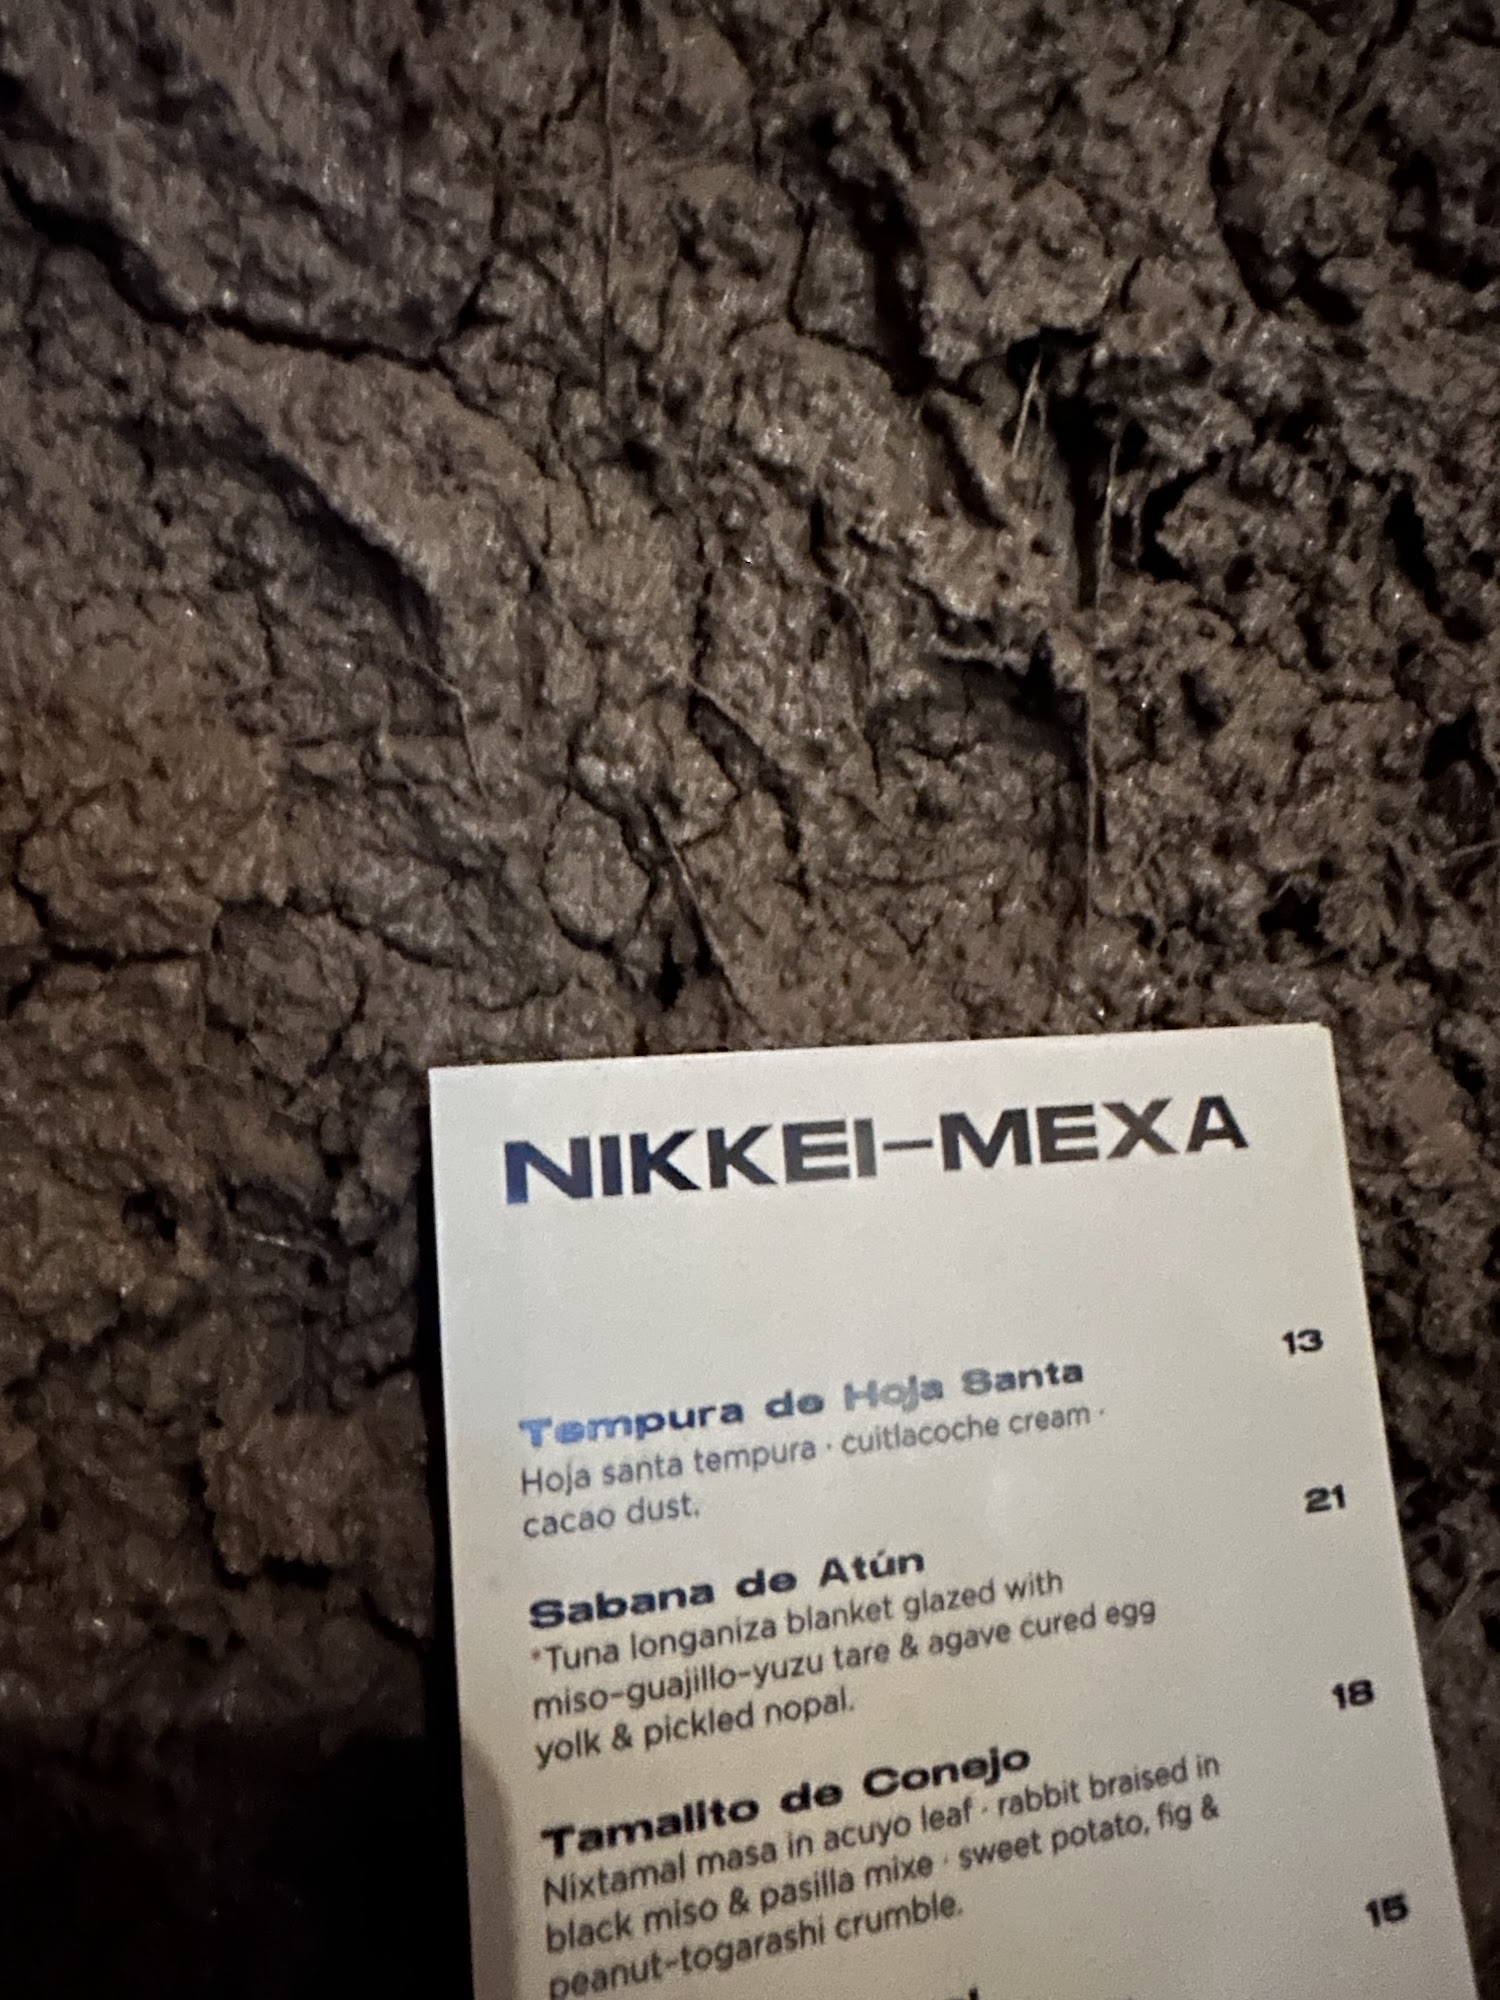 NIKKEI–MEXA
13
Tempura de Hoja Santa
Hoja santa tempura · cuitlacoche cream ·
cacao dust.
21
Sabana de Atún
*Tuna longaniza blanket glazed with
miso-guajillo-yuzu tare & agave cured egg
yolk & pickled nopal.
18
Tamalito de Conejo
Nixtamal masa in acuyo leaf · rabbit braised in
black miso & pasilla mixe · sweet potato, fig &
peanut-togarashi crumble.
15